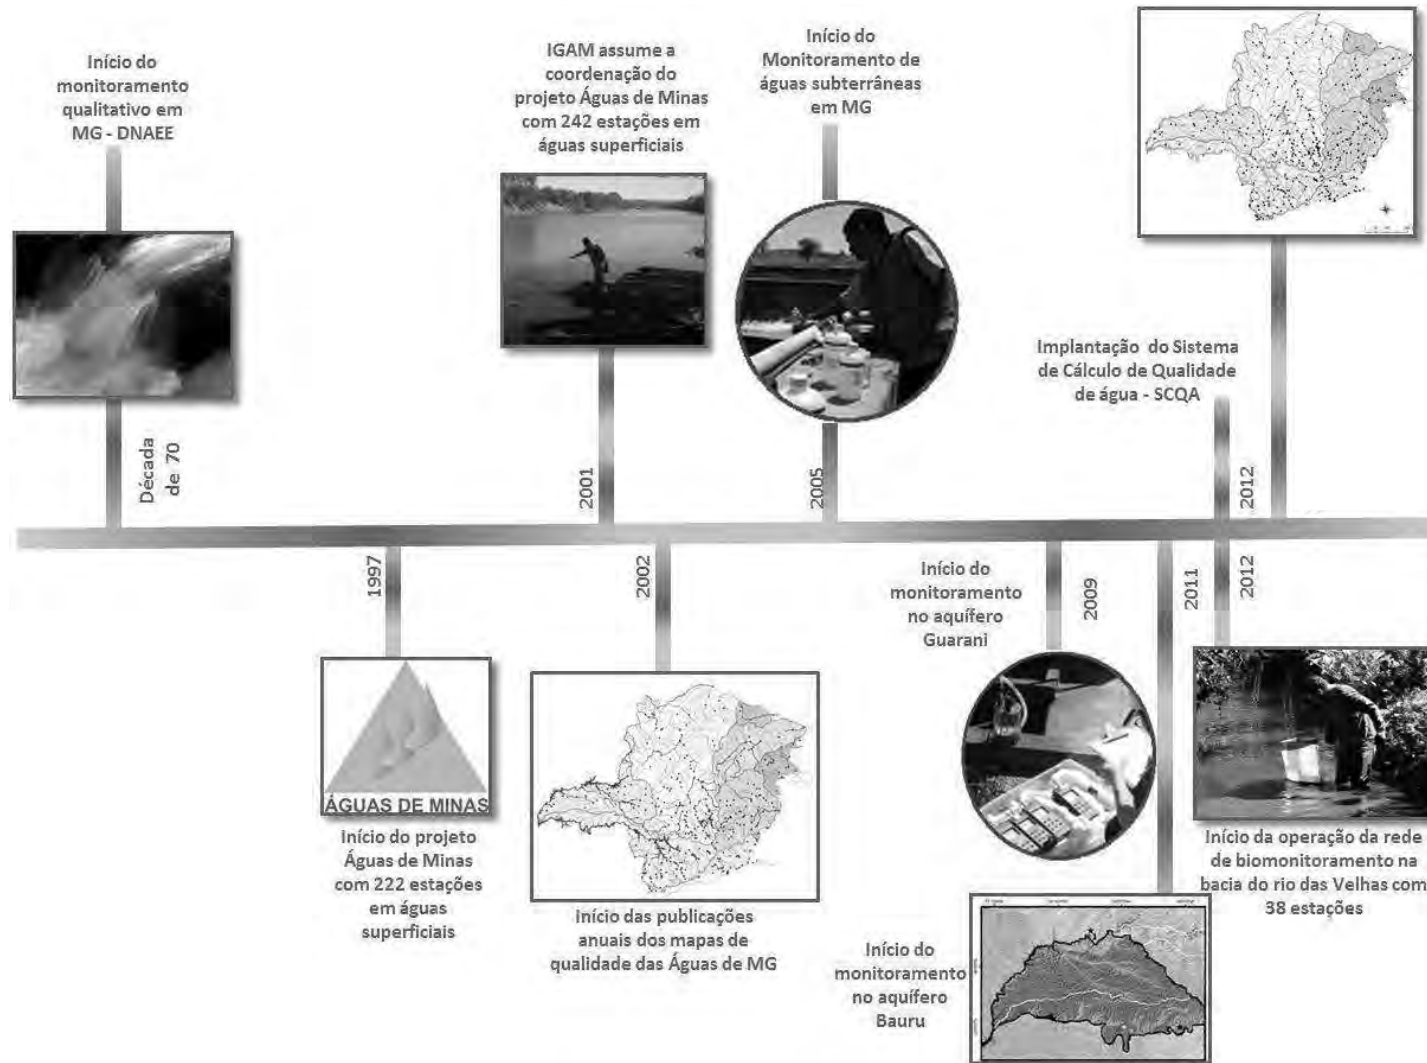 Início do
monitoramento
qualitativo em
MG - DNAEE
Década
de 70
1997
ÁGUAS DE MINAS
Início do projeto
Águas de Minas
com 222 estações
em águas
superficiais
IGAM assume a
coordenação do
projeto Águas de Minas
com 242 estações em
águas superficiais
2001
2002
Início das publicações
anuais dos mapas de
qualidade das Águas de MG
Início do
Monitoramento de
águas subterrâneas
em MG
2005
Início do
monitoramento
no aquífero
Guarani
2009
2011
Início do
monitoramento
no aquífero
Bauru
Implantação do Sistema
de Cálculo de Qualidade
de água - SCQA
2012
2012
Início da operação da rede
de biomonitoramento na
bacia do rio das Velhas com
38 estações